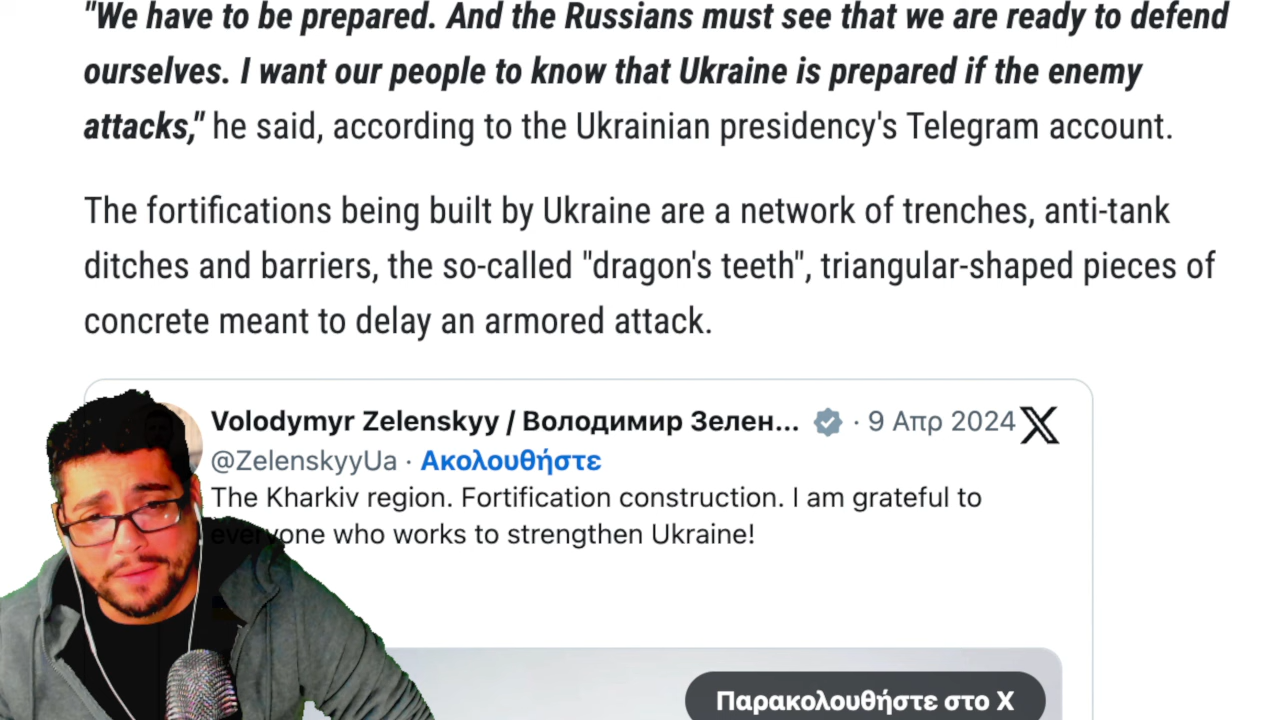 "We have to be prepared. And the Russians must see that we are ready to defend
ourselves. I want our people to know that Ukraine is prepared if the enemy
attacks," he said, according to the Ukrainian presidency's Telegram account.
The fortifications being built by Ukraine are a network of trenches, anti-tank
ditches and barriers, the so-called "dragon's teeth", triangular-shaped pieces of
concrete meant to delay an armored attack.
Volodymyr Zelenskyy / Володимир Зелен... · 9 Απρ 2024
@ZelenskyyUa · Ακολουθήστε
The Kharkiv region. Fortification construction. I am grateful to
everyone who works to strengthen Ukraine!
Παρακολουθήστε στο X